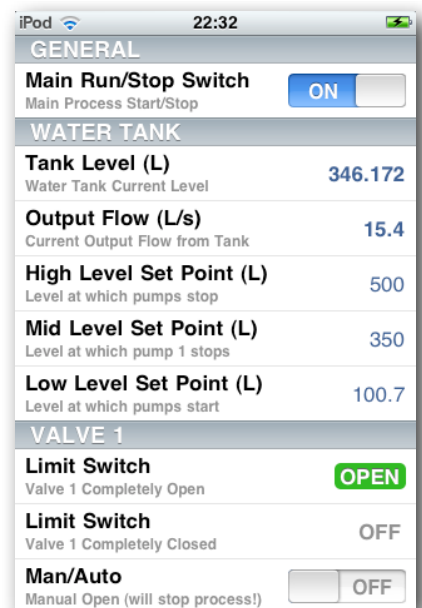 iPod 22:32
GENERAL
Main Run/Stop Switch
ON
Main Process Start/Stop
WATER TANK
Tank Level (L)
346.172
Water Tank Current Level
Output Flow (L/s)
15.4
Current Output Flow from Tank
High Level Set Point (L)
500
Level at which pumps stop
Mid Level Set Point (L)
350
Level at which pump 1 stops
Low Level Set Point (L)
100.7
Level at which pumps start
VALVE 1
Limit Switch
OPEN
Valve 1 Completely Open
Limit Switch
OFF
Valve 1 Completely Closed
Man/Auto
OFF
Manual Open (will stop process!)